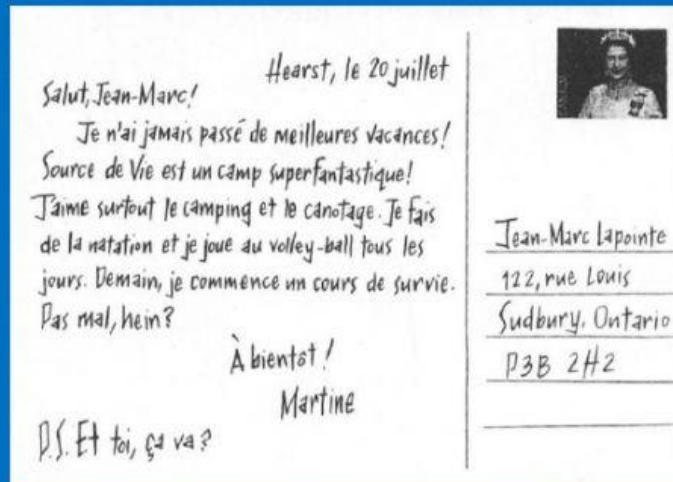 Hearst, le 20 juillet
Salut, Jean-Marc!
Je n'ai jamais passé de meilleures vacances!
Source de Vie est un camp superfantastique!
J'aime surtout le camping et le canotage. Je fais
de la natation et je joue au volley-ball tous les
jours. Demain, je commence un cours de survie.
Pas mal, hein?
À bientot!
Martine
P.S. Et toi, ça va?
Jean-Marc Lapointe
122, rue Louis
Sudbury, Ontario
P3B 2H2